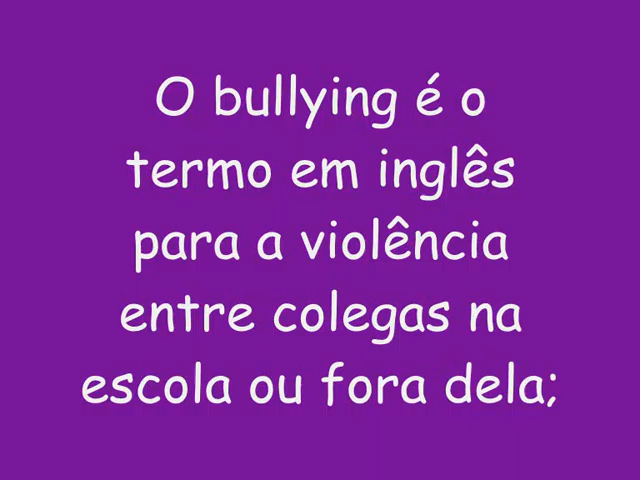 O bullying é o
termo em inglês
para a violência
entre colegas na
escola ou fora dela;